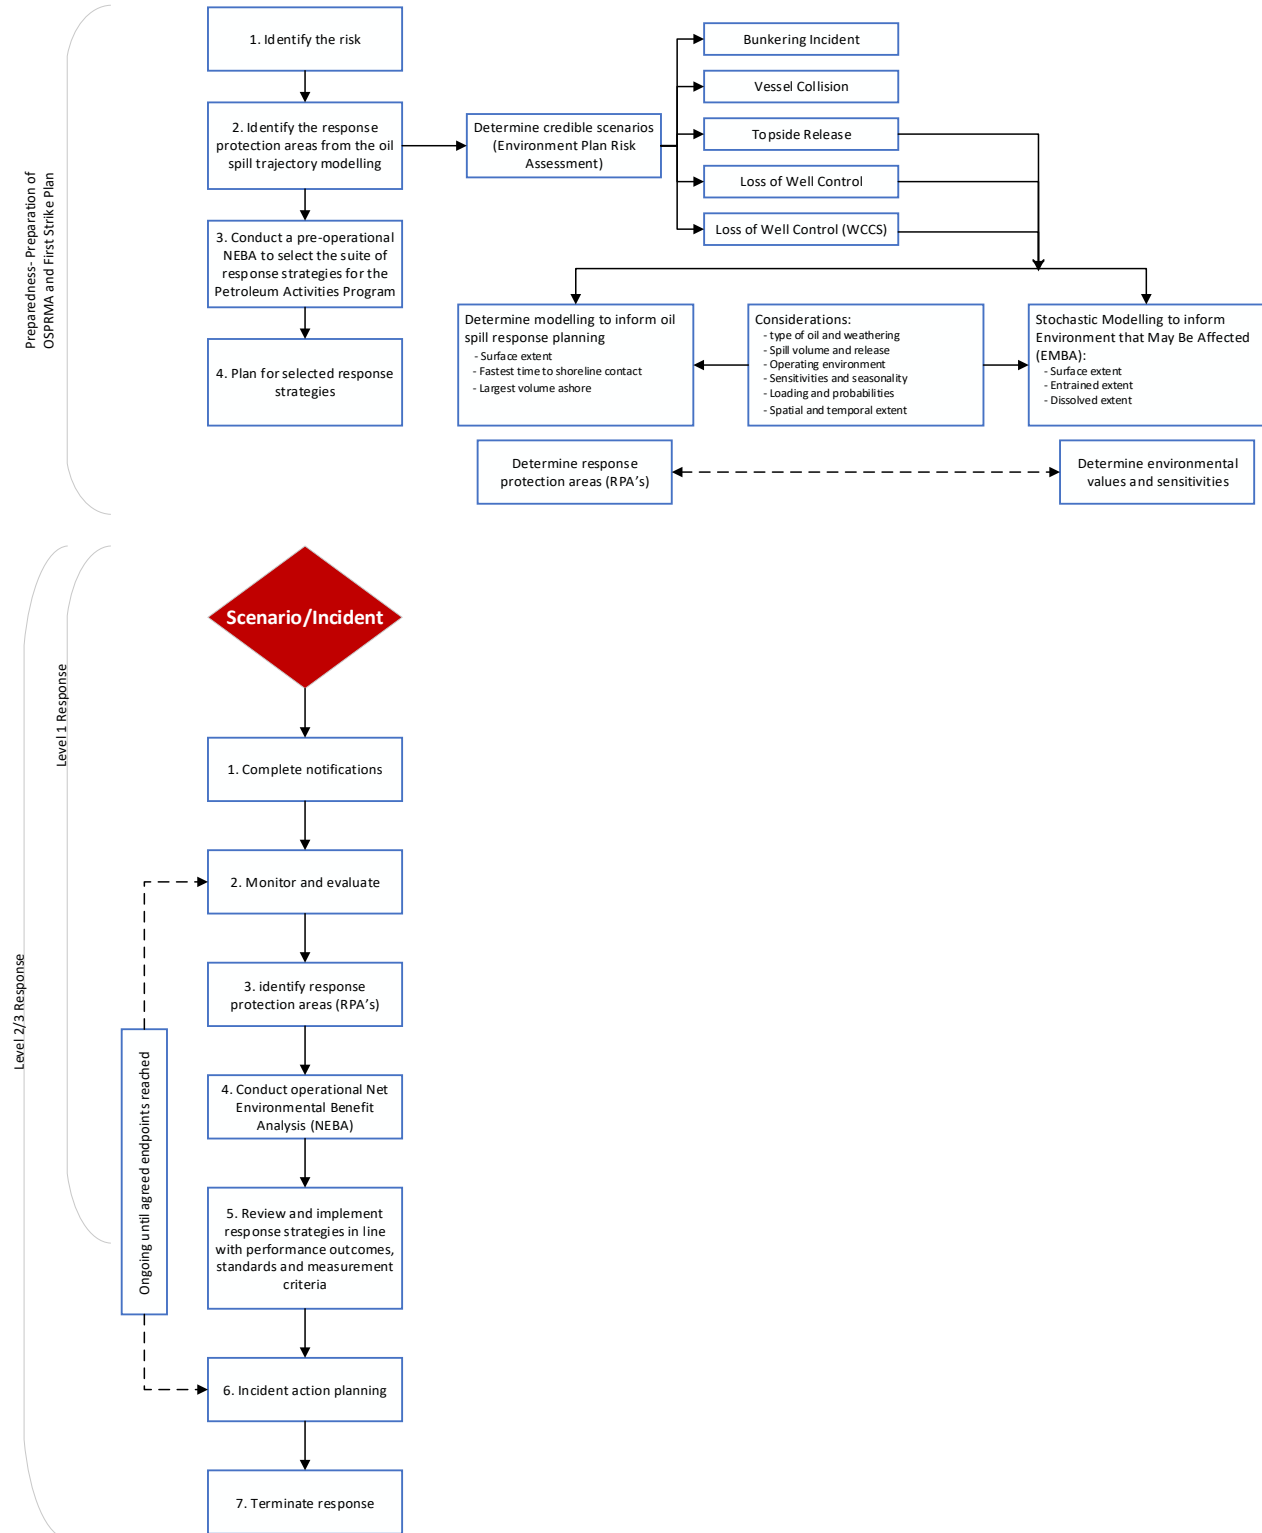 Preparedness- Preparation of
OSPRMA and First Strike Plan
1. Identify the risk
2. Identify the response
protection areas from the oil
spill trajectory modelling
3. Conduct a pre-operational
NEBA to select the suite of
response strategies for the
Petroleum Activities Program
4. Plan for selected response
strategies
Determine credible scenarios
(Environment Plan Risk
Assessment)
Bunkering Incident
Vessel Collision
Topside Release
Loss of Well Control
Loss of Well Control (WCCS)
Determine modelling to inform oil
spill response planning
- Surface extent
- Fastest time to shoreline contact
- Largest volume ashore
Considerations:
- type of oil and weathering
- Spill volume and release
- Operating environment
- Sensitivities and seasonality
- Loading and probabilities
- Spatial and temporal extent
Stochastic Modelling to inform
Environment that May Be Affected
(EMBA):
- Surface extent
- Entrained extent
- Dissolved extent
Determine response
protection areas (RPA's)
Determine environmental
values and sensitivities
Level 2/3 Response
Level 1 Response
Scenario/Incident
1. Complete notifications
2. Monitor and evaluate
3. identify response
protection areas (RPA's)
4. Conduct operational Net
Environmental Benefit
Analysis (NEBA)
5. Review and implement
response strategies in line
with performance outcomes,
standards and measurement
criteria
Ongoing until agreed endpoints reached
6. Incident action planning
7. Terminate response